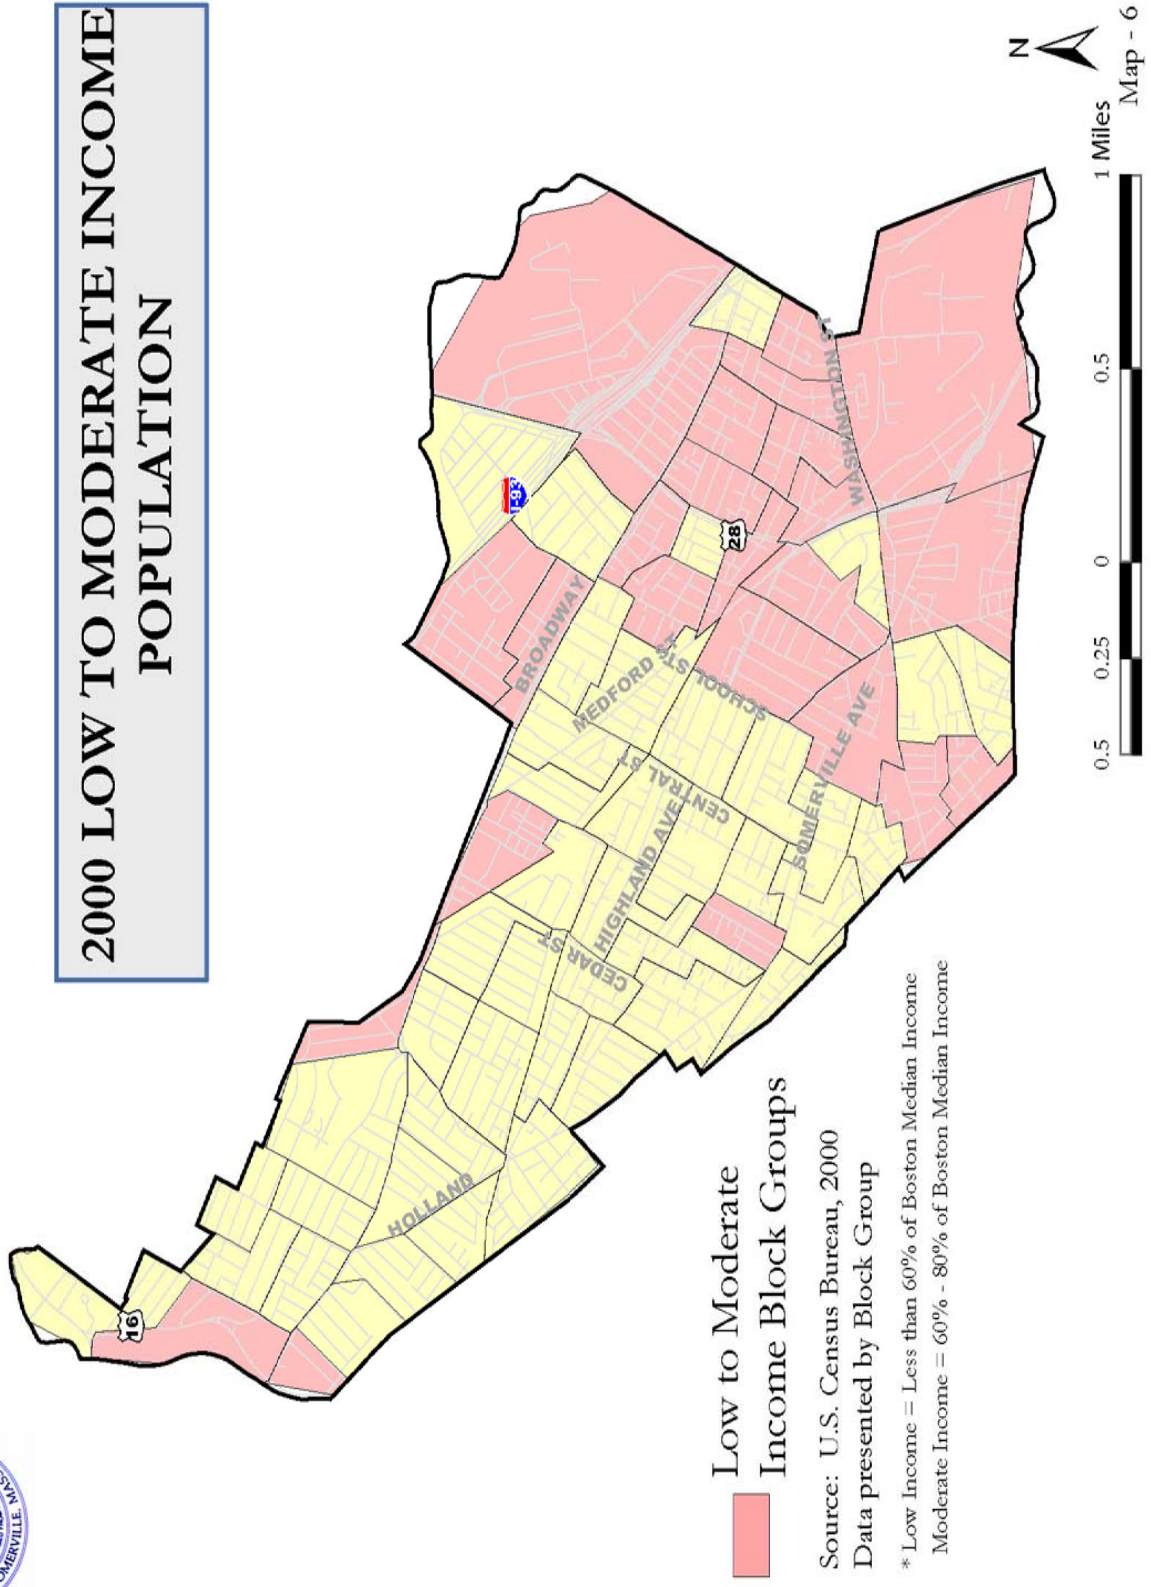 2000 LOW TO MODERATE INCOME
POPULATION
OMERVILLE, MAS
16
HOLLAND
CEDAR ST
HIGHLAND AVE
CENTRAL ST
SOMERVILLE AVE
MEDFORD ST
SCHOOL ST
BROADWAY
I-93
28
WASHINGTON ST
Low to Moderate
Income Block Groups
Source: U.S. Census Bureau, 2000
Data presented by Block Group
* Low Income = Less than 60% of Boston Median Income
Moderate Income = 60% - 80% of Boston Median Income
N
0.5 0.25 0 0.5 1 Miles
Map - 6